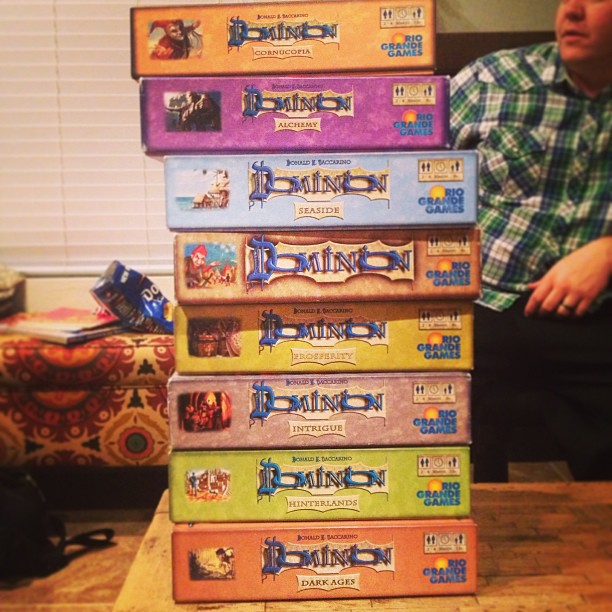 DONALD X. VACCARINO
DOMINION
CORNUCOPIA
RIO
GRANDE
GAMES
DONALD X. VACCARINO
DOMINION
ALCHEMY
RIO
GRANDE
GAMES
DONALD X. VACCARINO
DOMINION
SEASIDE
RIO
GRANDE
GAMES
DOMINION
RIO
GRANDE
GAMES
DONALD X. VACCARINO
DOMINION
PROSPERITY
RIO
GRANDE
GAMES
DONALD X. VACCARINO
DOMINION
INTRIGUE
RIO
GRANDE
GAMES
DONALD X. VACCARINO
DOMINION
HINTERLANDS
RIO
GRANDE
GAMES
DONALD X. VACCARINO
DOMINION
DARK AGES
RIO
GRANDE
GAMES